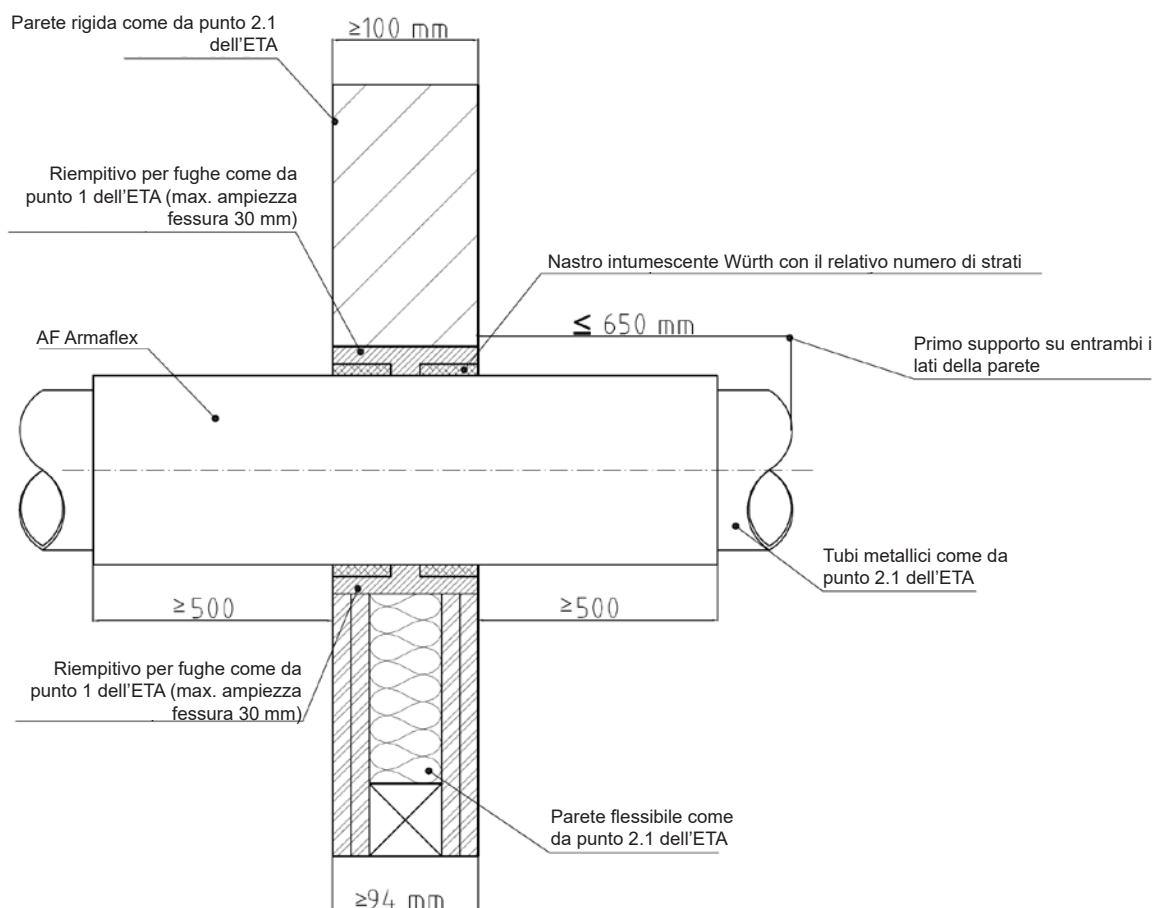 Parete rigida come da punto 2.1
dell'ETA
≥100 mm
Riempitivo per fughe come da
punto 1 dell'ETA (max. ampiezza
fessura 30 mm)
Nastro intumescente Würth con il relativo numero di strati
≤ 650 mm
AF Armaflex
Primo supporto su entrambi i
lati della parete
Tubi metallici come da
punto 2.1 dell'ETA
≥500
≥500
Riempitivo per fughe come da
punto 1 dell'ETA (max. ampiezza
fessura 30 mm)
Parete flessibile come
da punto 2.1 dell'ETA
≥94 mm